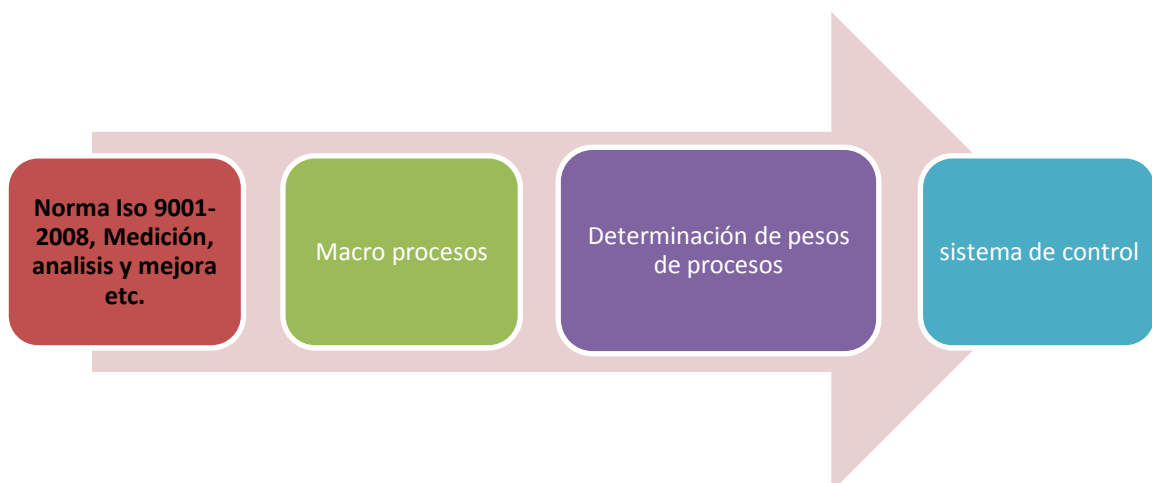 Norma Iso 9001-
2008, Medición,
analisis y mejora
etc.
Macro procesos
Determinación de pesos
de procesos
sistema de control